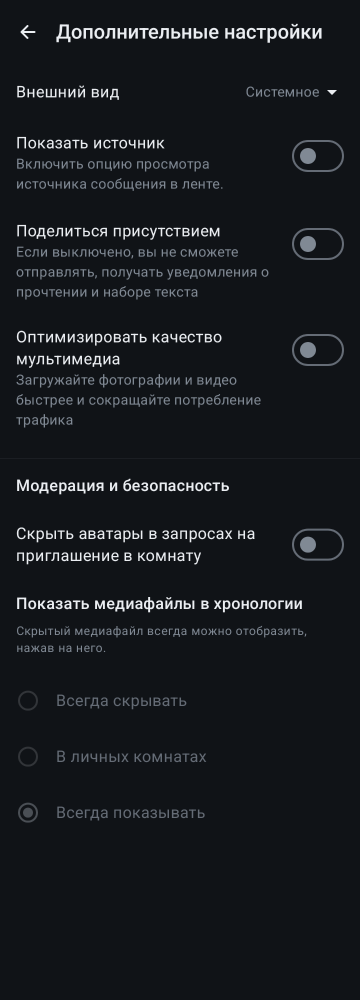 Дополнительные настройки
Внешний вид
Системное
Показать источник
Включить опцию просмотра
источника сообщения в ленте.
Поделиться присутствием
Если выключено, вы не сможете
отправлять, получать уведомления о
прочтении и наборе текста
Оптимизировать качество
мультимедиа
Загружайте фотографии и видео
быстрее и сокращайте потребление
трафика
Модерация и безопасность
Скрыть аватары в запросах на
приглашение в комнату
Показать медиафайлы в хронологии
Скрытый медиафайл всегда можно отобразить,
нажав на него.
Всегда скрывать
В личных комнатах
Всегда показывать